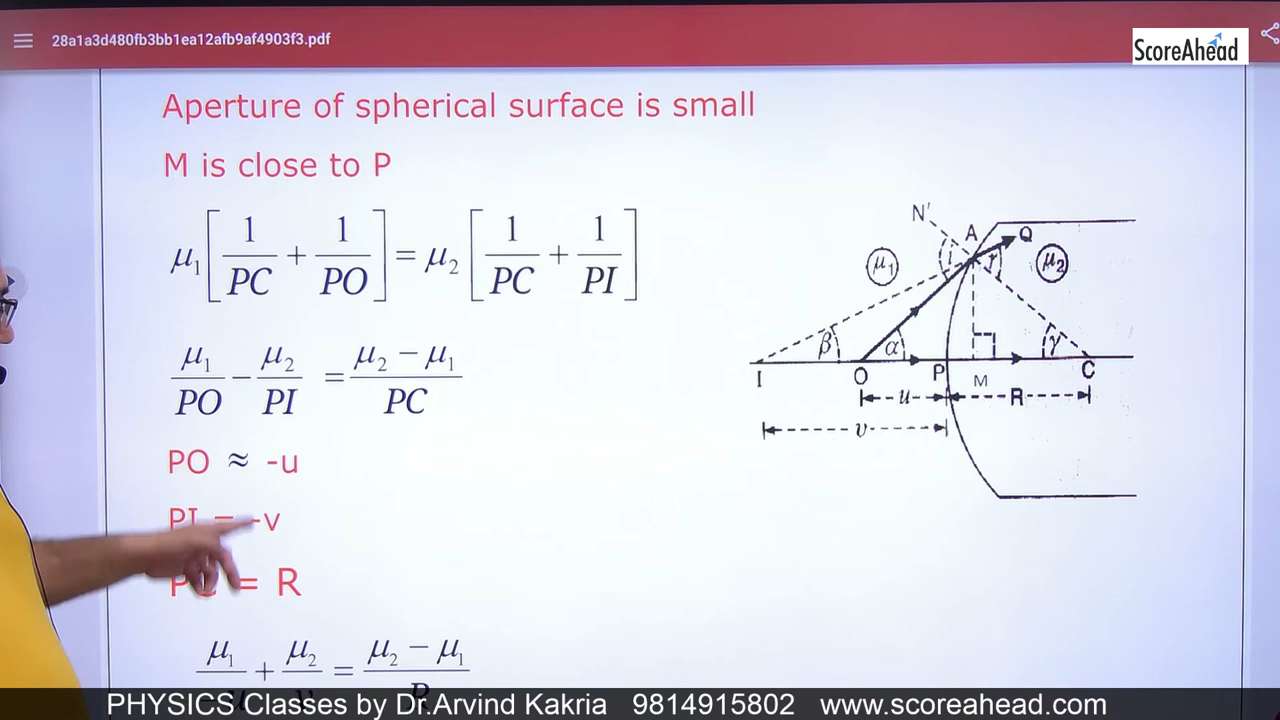 28a1a3d480fb3bb1ea12afb9af4903f3.pdf
ScoreAhead
Aperture of spherical surface is small
M is close to P
μ₁[1/PC + 1/PO] = μ₂[1/PC + 1/PI]
μ₁/PO − μ₂/PI = (μ₂ − μ₁)/PC
PO ≈ -u
PI = -v
= R
μ₁/-u + μ₂/v = (μ₂ − μ₁)/R
N'
A
Q
μ₁
i
r
μ₂
β
α
γ
I
O
P
M
C
u
R
v
PHYSICS Classes by Dr.Arvind Kakria 9814915802 www.scoreahead.com